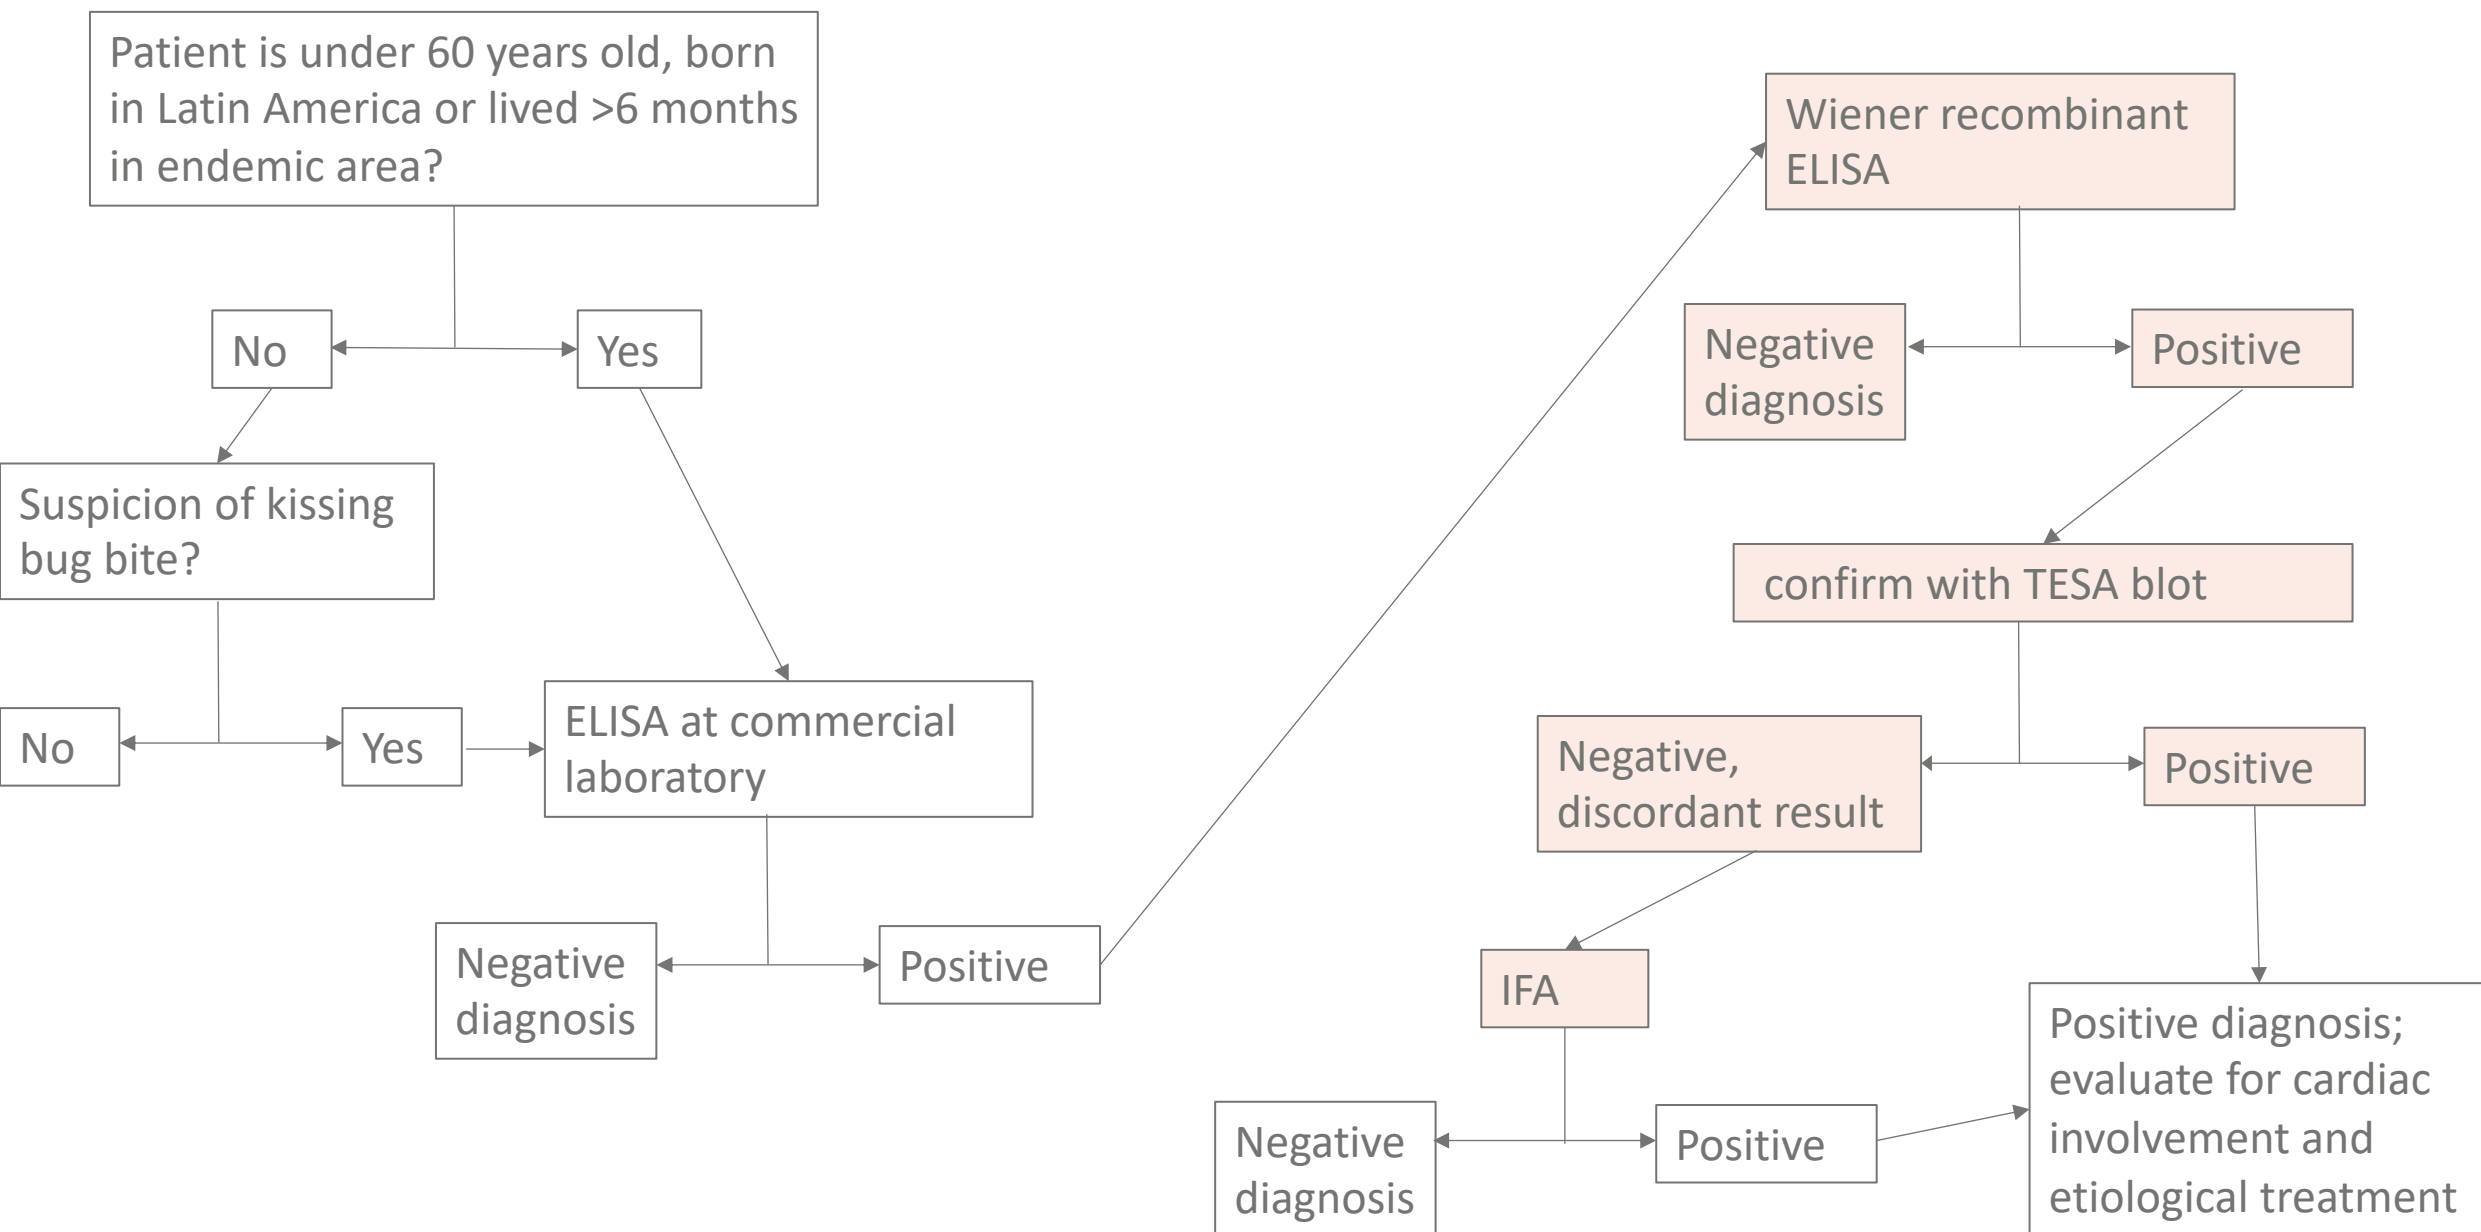 Patient is under 60 years old, born
in Latin America or lived >6 months
in endemic area?
No
Yes
Suspicion of kissing
bug bite?
No
Yes
ELISA at commercial
laboratory
Negative
diagnosis
Positive
Wiener recombinant
ELISA
Negative
diagnosis
Positive
confirm with TESA blot
Negative,
discordant result
Positive
IFA
Negative
diagnosis
Positive
Positive diagnosis;
evaluate for cardiac
involvement and
etiological treatment